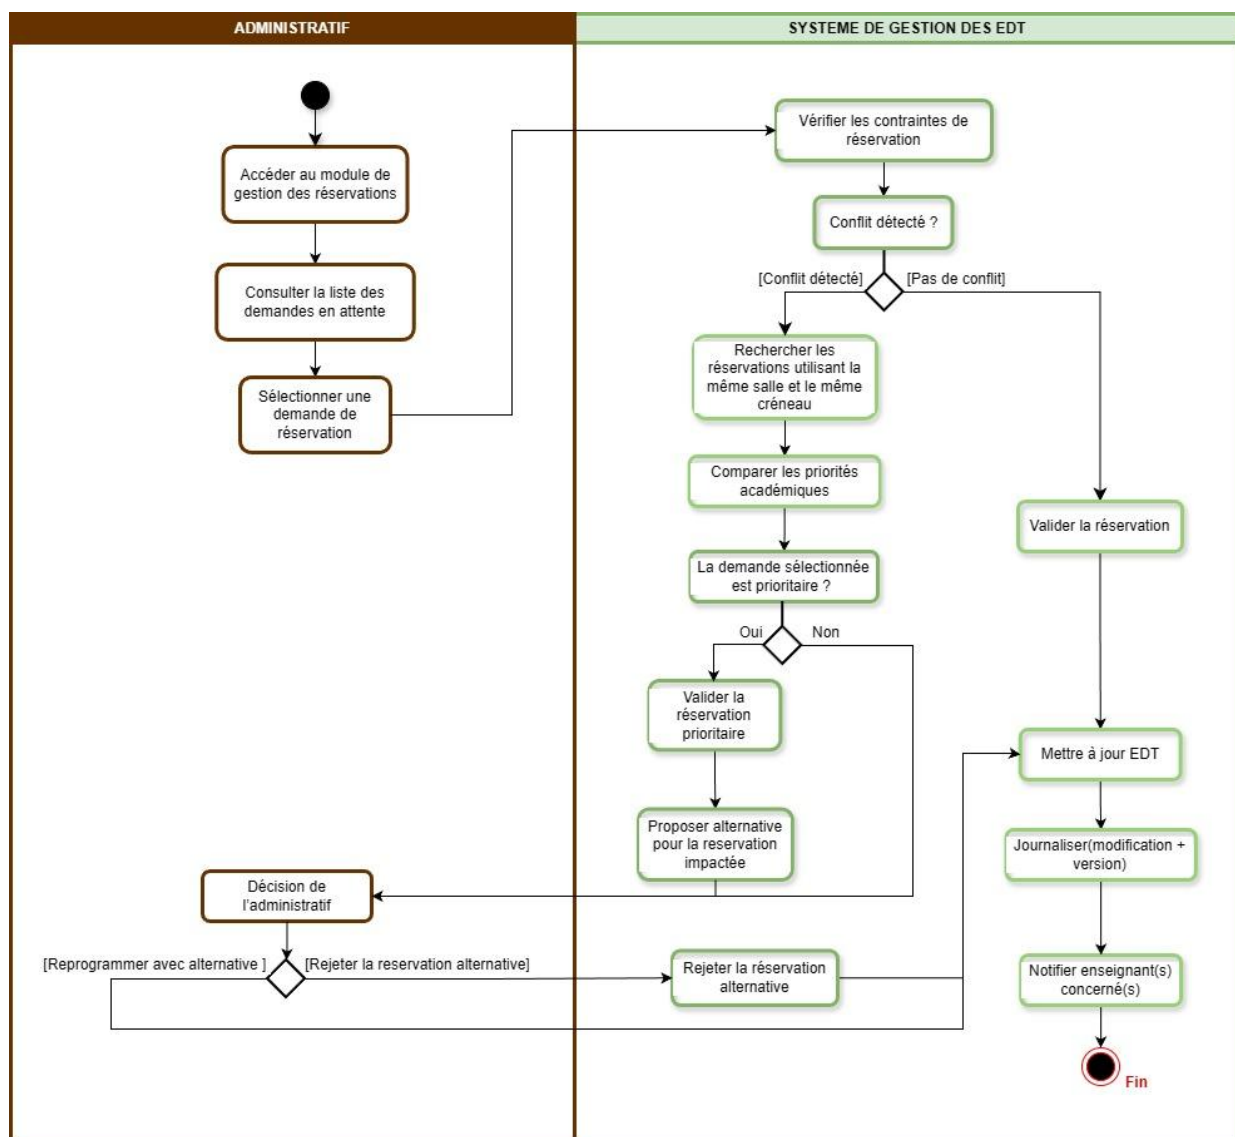 ADMINISTRATIF
SYSTEME DE GESTION DES EDT
Accéder au module de
gestion des réservations
Consulter la liste des
demandes en attente
Sélectionner une
demande de
réservation
Vérifier les contraintes de
réservation
Conflit détecté ?
[Conflit détecté]
[Pas de conflit]
Rechercher les
réservations utilisant la
même salle et le même
créneau
Comparer les priorités
académiques
La demande sélectionnée
est prioritaire ?
Oui
Non
Valider la
réservation
prioritaire
Proposer alternative
pour la reservation
impactée
Valider la réservation
Mettre à jour EDT
Journaliser(modification +
version)
Notifier enseignant(s)
concerné(s)
Fin
Décision de
l'administratif
[Reprogrammer avec alternative ]
[Rejeter la reservation alternative]
Rejeter la réservation
alternative